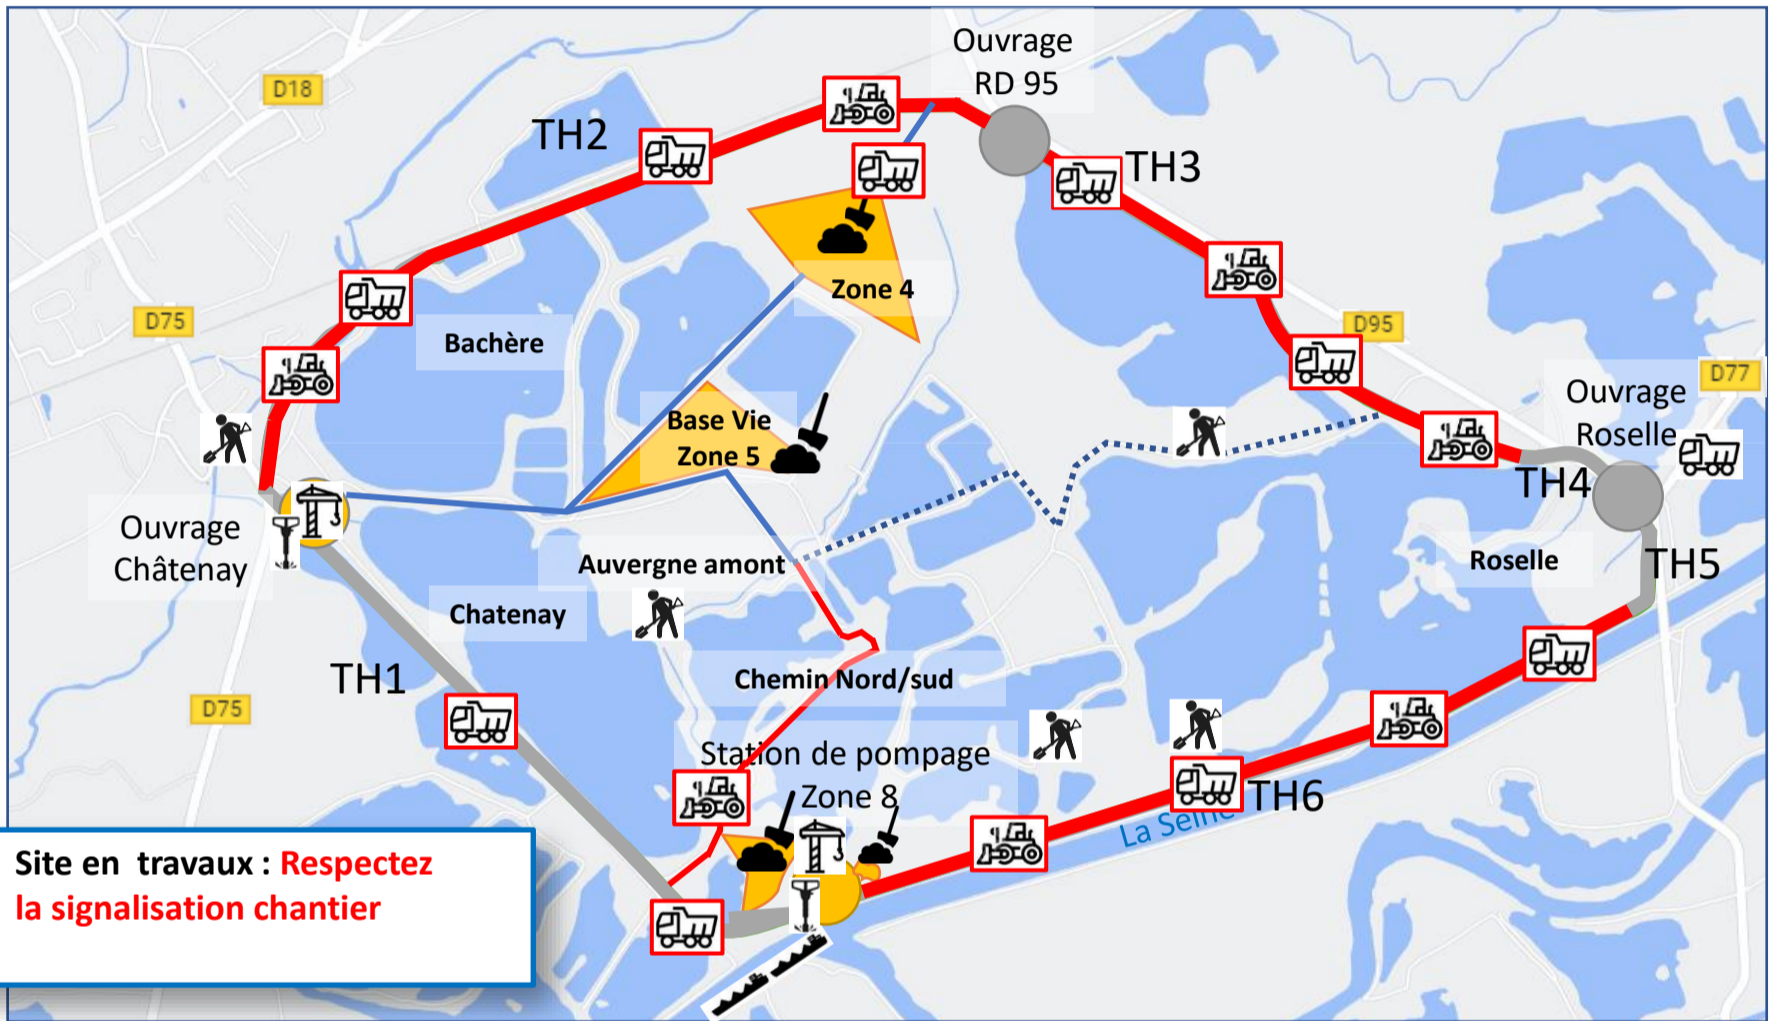 Ouvrage
RD 95
D18
TH2
TH3
Zone 4
D75
Bachère
D95
D77
Base Vie
Zone 5
Ouvrage
Roselle
TH4
Ouvrage
Châtenay
Auvergne amont
Roselle
TH5
Chatenay
TH1
Chemin Nord/sud
D75
Station de pompage
Zone 8
TH6
La Seine
Site en travaux : Respectez
la signalisation chantier